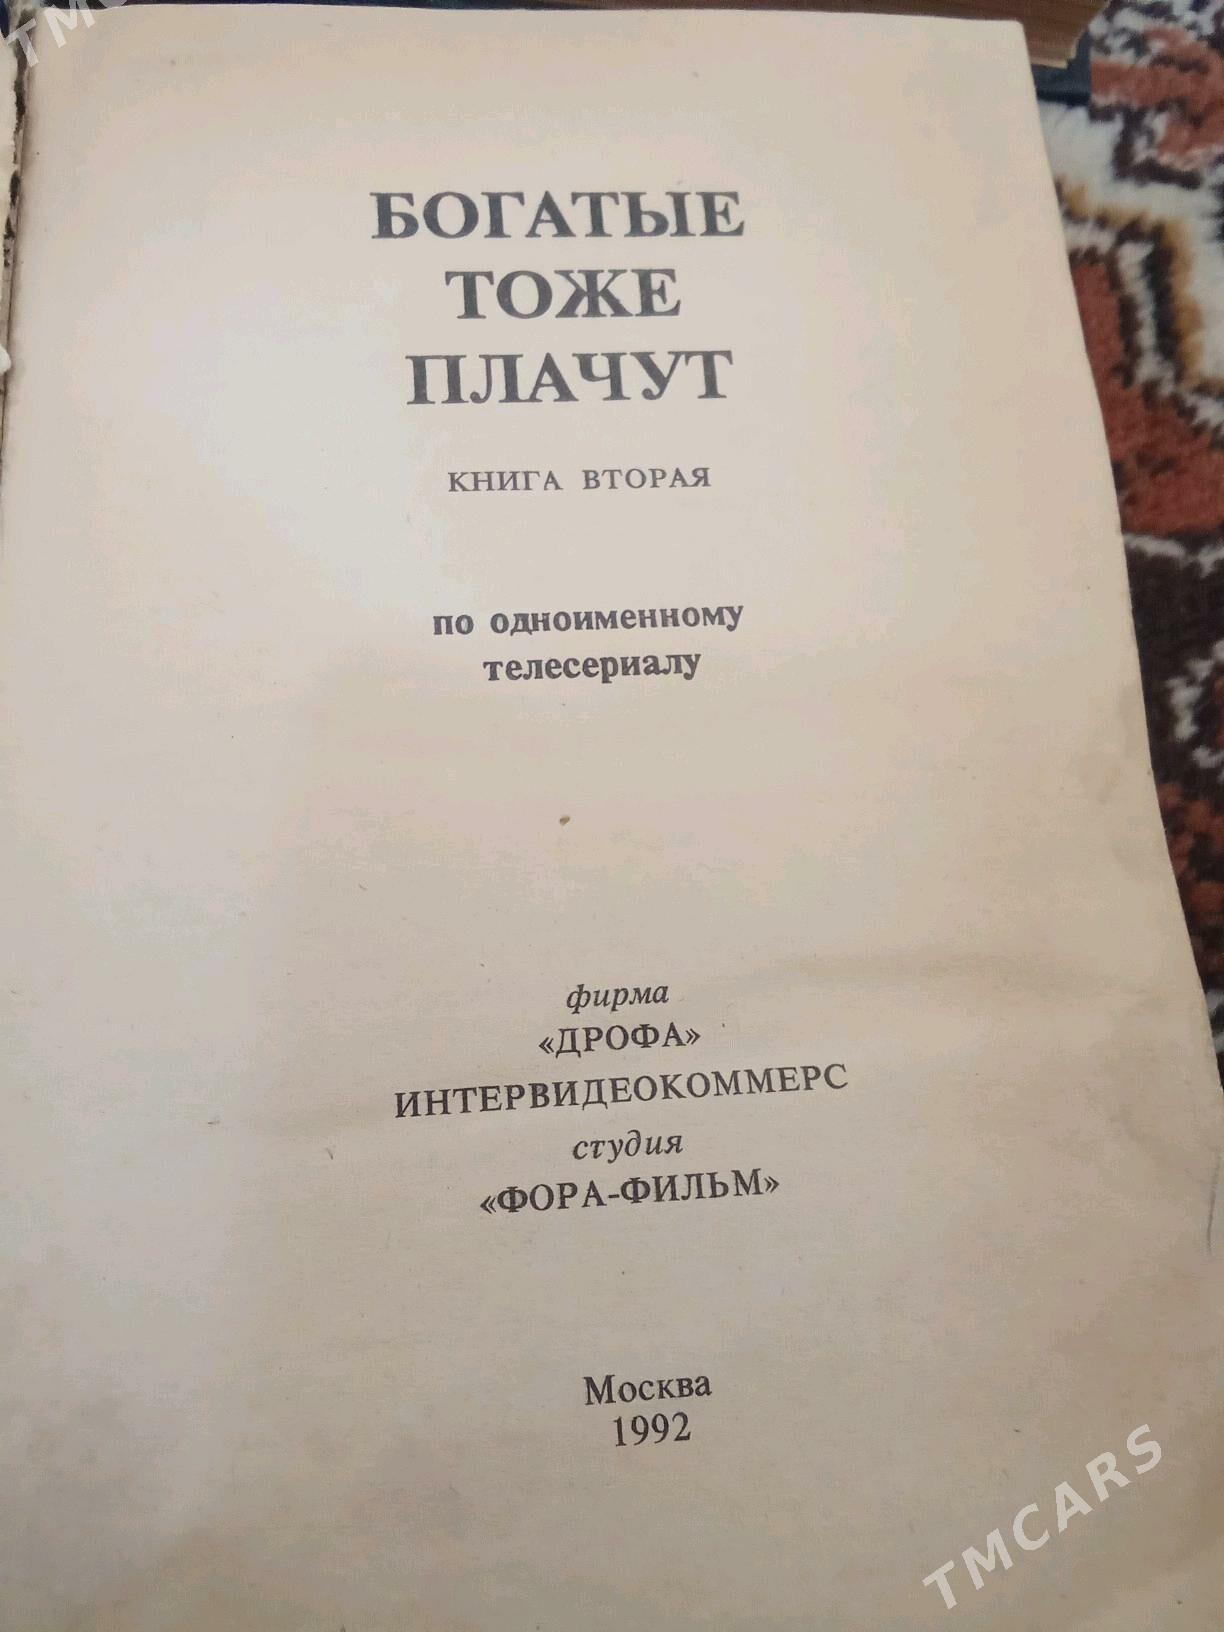 БОГАТЫЕ
ТОЖЕ
ПЛАЧУТ
КНИГА ВТОРАЯ
по одноименному
телесериалу
фирма
«ДРОФА»
ИНТЕРВИДЕОКОММЕРС
студия
«ФОРА-ФИЛЬМ»
Москва
1992
TMCARS